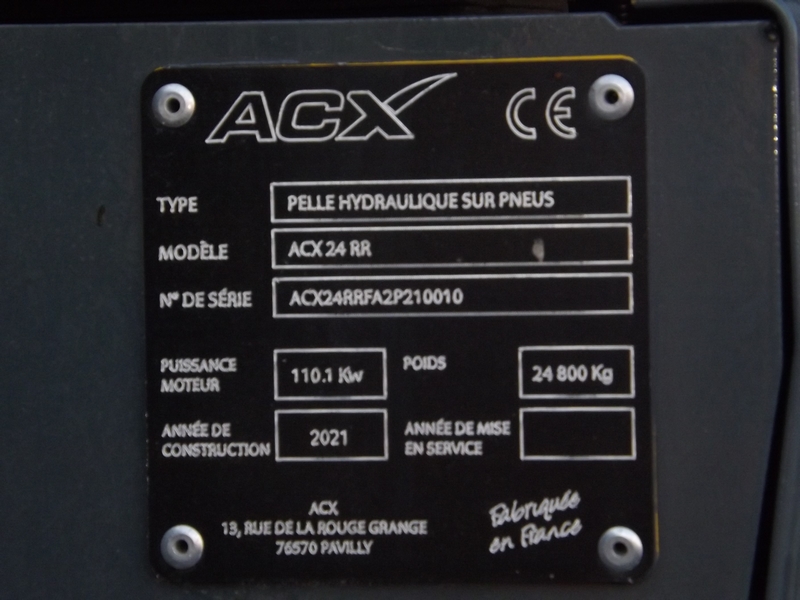 ACX CE
TYPE PELLE HYDRAULIQUE SUR PNEUS
MODÈLE ACX 24 RR
N° DE SÉRIE ACX24RRFA2P210010
PUISSANCE
MOTEUR
110.1 Kw
POIDS
24 800 Kg
ANNÉE DE
CONSTRUCTION
2021
ANNÉE DE MISE
EN SERVICE
ACX
13, RUE DE LA ROUGE GRANGE
76570 PAVILLY
Fabriquée
en France